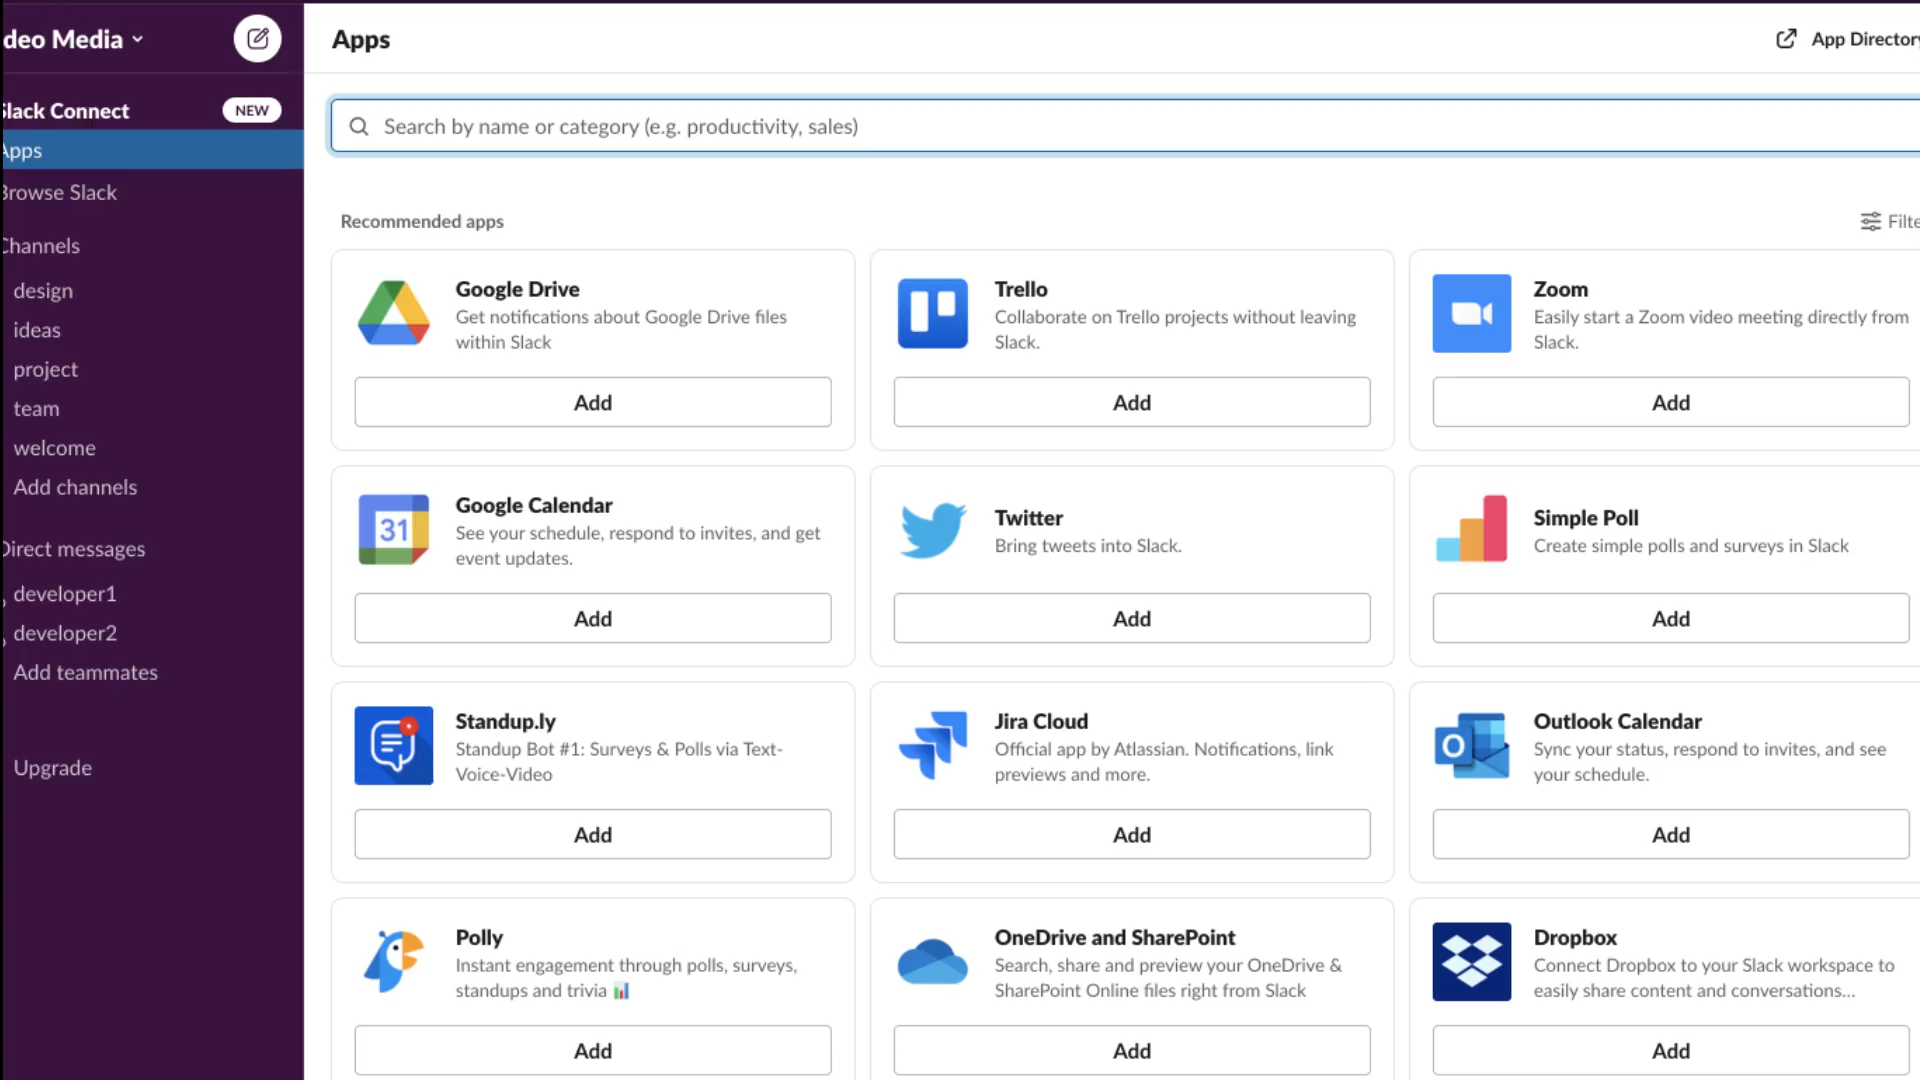 deo Media
Slack Connect
NEW
Apps
Browse Slack
Channels
design
ideas
project
team
welcome
Add channels
Direct messages
developer1
developer2
Add teammates
Upgrade
Apps
App Directory
Search by name or category (e.g. productivity, sales)
Recommended apps
Filte
Google Drive
Get notifications about Google Drive files
within Slack
Add
Trello
Collaborate on Trello projects without leaving
Slack.
Add
Zoom
Easily start a Zoom video meeting directly from
Slack.
Add
31
Google Calendar
See your schedule, respond to invites, and get
event updates.
Add
Twitter
Bring tweets into Slack.
Add
Simple Poll
Create simple polls and surveys in Slack
Add
Standup.ly
Standup Bot #1: Surveys & Polls via Text-
Voice-Video
Add
Jira Cloud
Official app by Atlassian. Notifications, link
previews and more.
Add
O
Outlook Calendar
Sync your status, respond to invites, and see
your schedule.
Add
Polly
Instant engagement through polls, surveys,
standups and trivia 📊
Add
OneDrive and SharePoint
Search, share and preview your OneDrive &
SharePoint Online files right from Slack
Add
Dropbox
Connect Dropbox to your Slack workspace to
easily share content and conversations...
Add